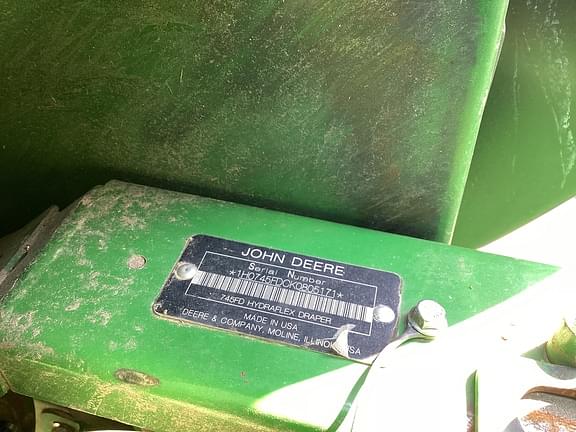 JOHN DEERE
Serial Number
*1H0745FDCK0805171*
745FD HYDRAFLEX DRAPER
MADE IN USA
DEERE & COMPANY, MOLINE, ILLINOIS, USA